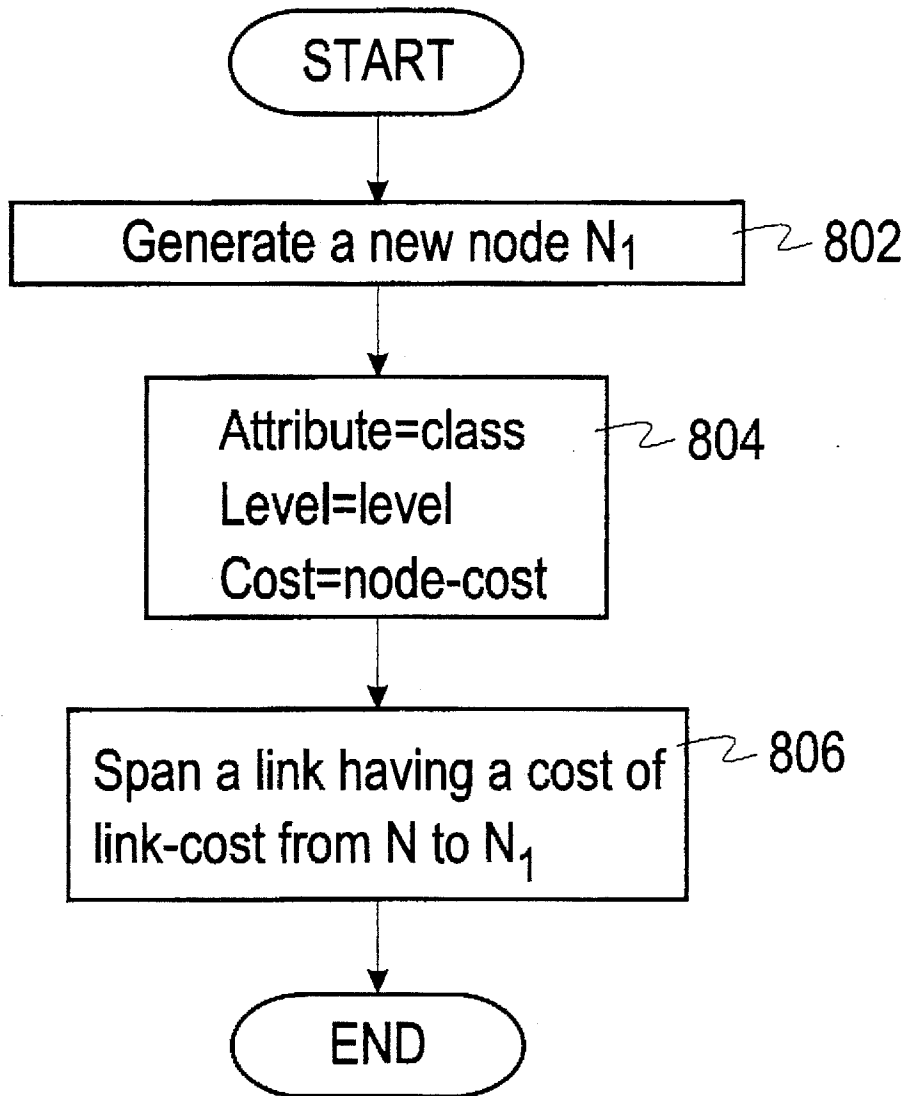 START
Generate a new node N₁
802
Attribute=class
Level=level
Cost=node-cost
804
Span a link having a cost of
link-cost from N to N₁
806
END